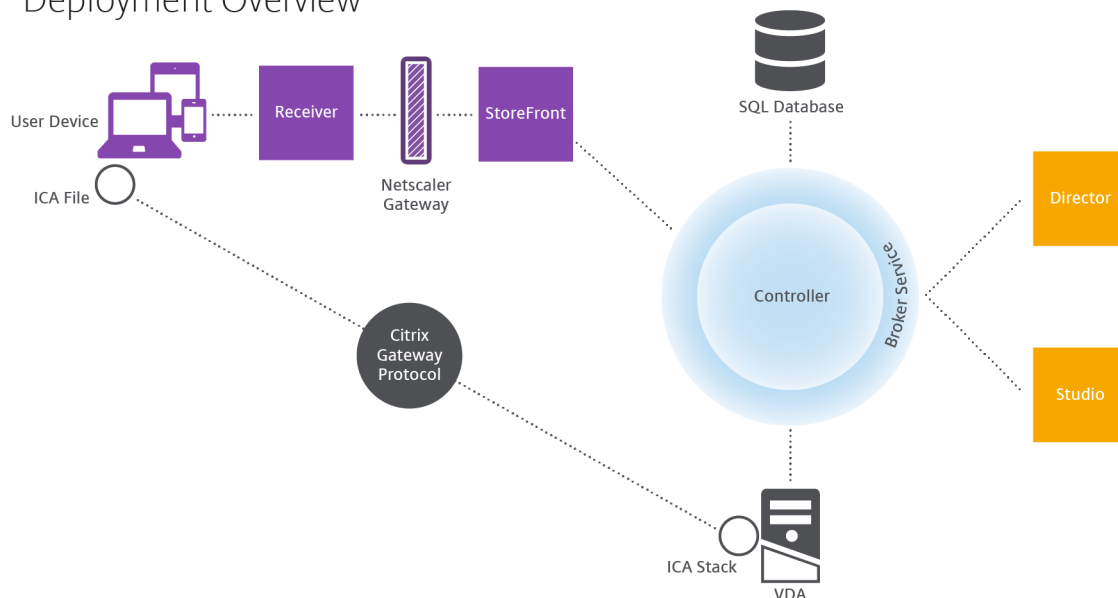 Deployment Overview
SQL Database
User Device
Receiver
StoreFront
Netscaler
Gateway
ICA File
Director
Broker Service
Controller
Citrix
Gateway
Protocol
Studio
ICA Stack
VDA